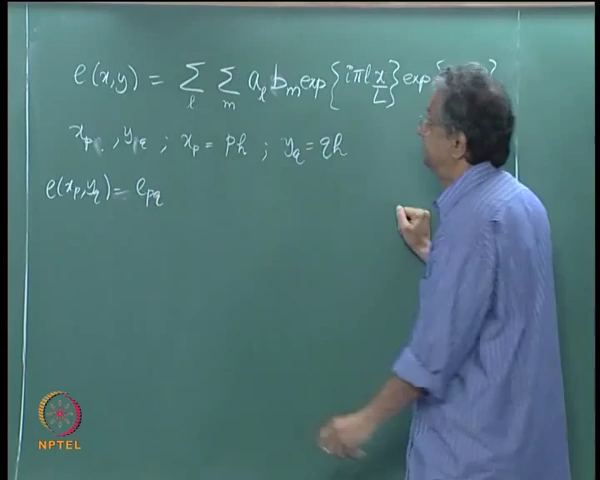 e(x,y) = Σ_l Σ_m a_l b_m exp{iπl x/L} exp{
x_p , y_q ; x_p = ph ; y_q = qh
e(x_p, y_q) = e_pq
NPTEL